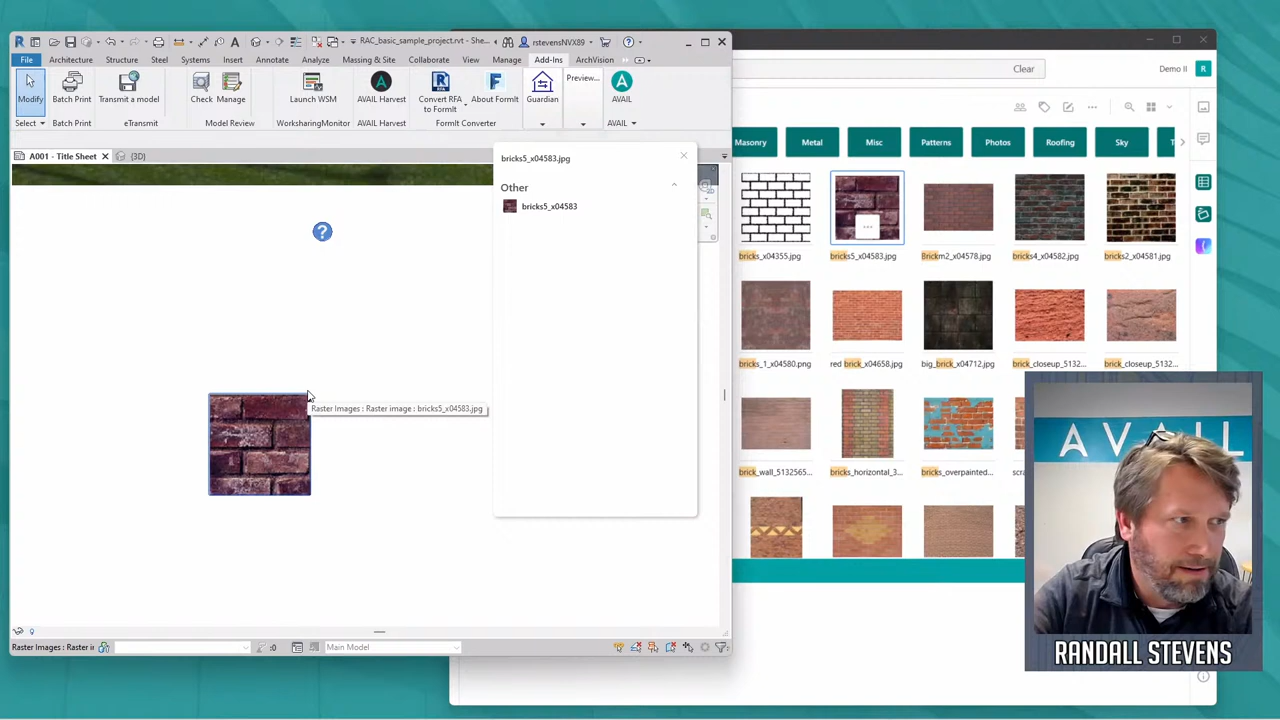 RAC_basic_sample_project.rvt - She...
rstevensNVX89
File Architecture Structure Steel Systems Insert Annotate Analyze Massing & Site Collaborate View Manage Add-Ins ArchVision
Modify
Batch Print
Transmit a model
Check
Manage
Launch WSM
AVAIL Harvest
Convert RFA
to FormIt
About FormIt
Guardian
Preview...
AVAIL
Select
Batch Print
eTransmit
Model Review
WorksharingMonitor
AVAIL Harvest
FormIt Converter
AVAIL
A001 - Title Sheet
{3D}
bricks5_x04583.jpg
Other
bricks5_x04583
Raster Images : Raster image : bricks5_x04583.jpg
Raster Images : Raster ir
:0
Main Model
Clear
Demo II
R
Masonry
Metal
Misc
Patterns
Photos
Roofing
Sky
T
bricks_x04355.jpg
bricks5_x04583.jpg
Brickm2_x04578.jpg
bricks4_x04582.jpg
bricks2_x04581.jpg
bricks_1_x04580.png
red brick_x04658.jpg
big_brick_x04712.jpg
brick_closeup_5132...
brick_closeup_5132...
brick_wall_5132565...
bricks_horizontal_3...
bricks_overpainted...
scra
AVAIL
RANDALL STEVENS